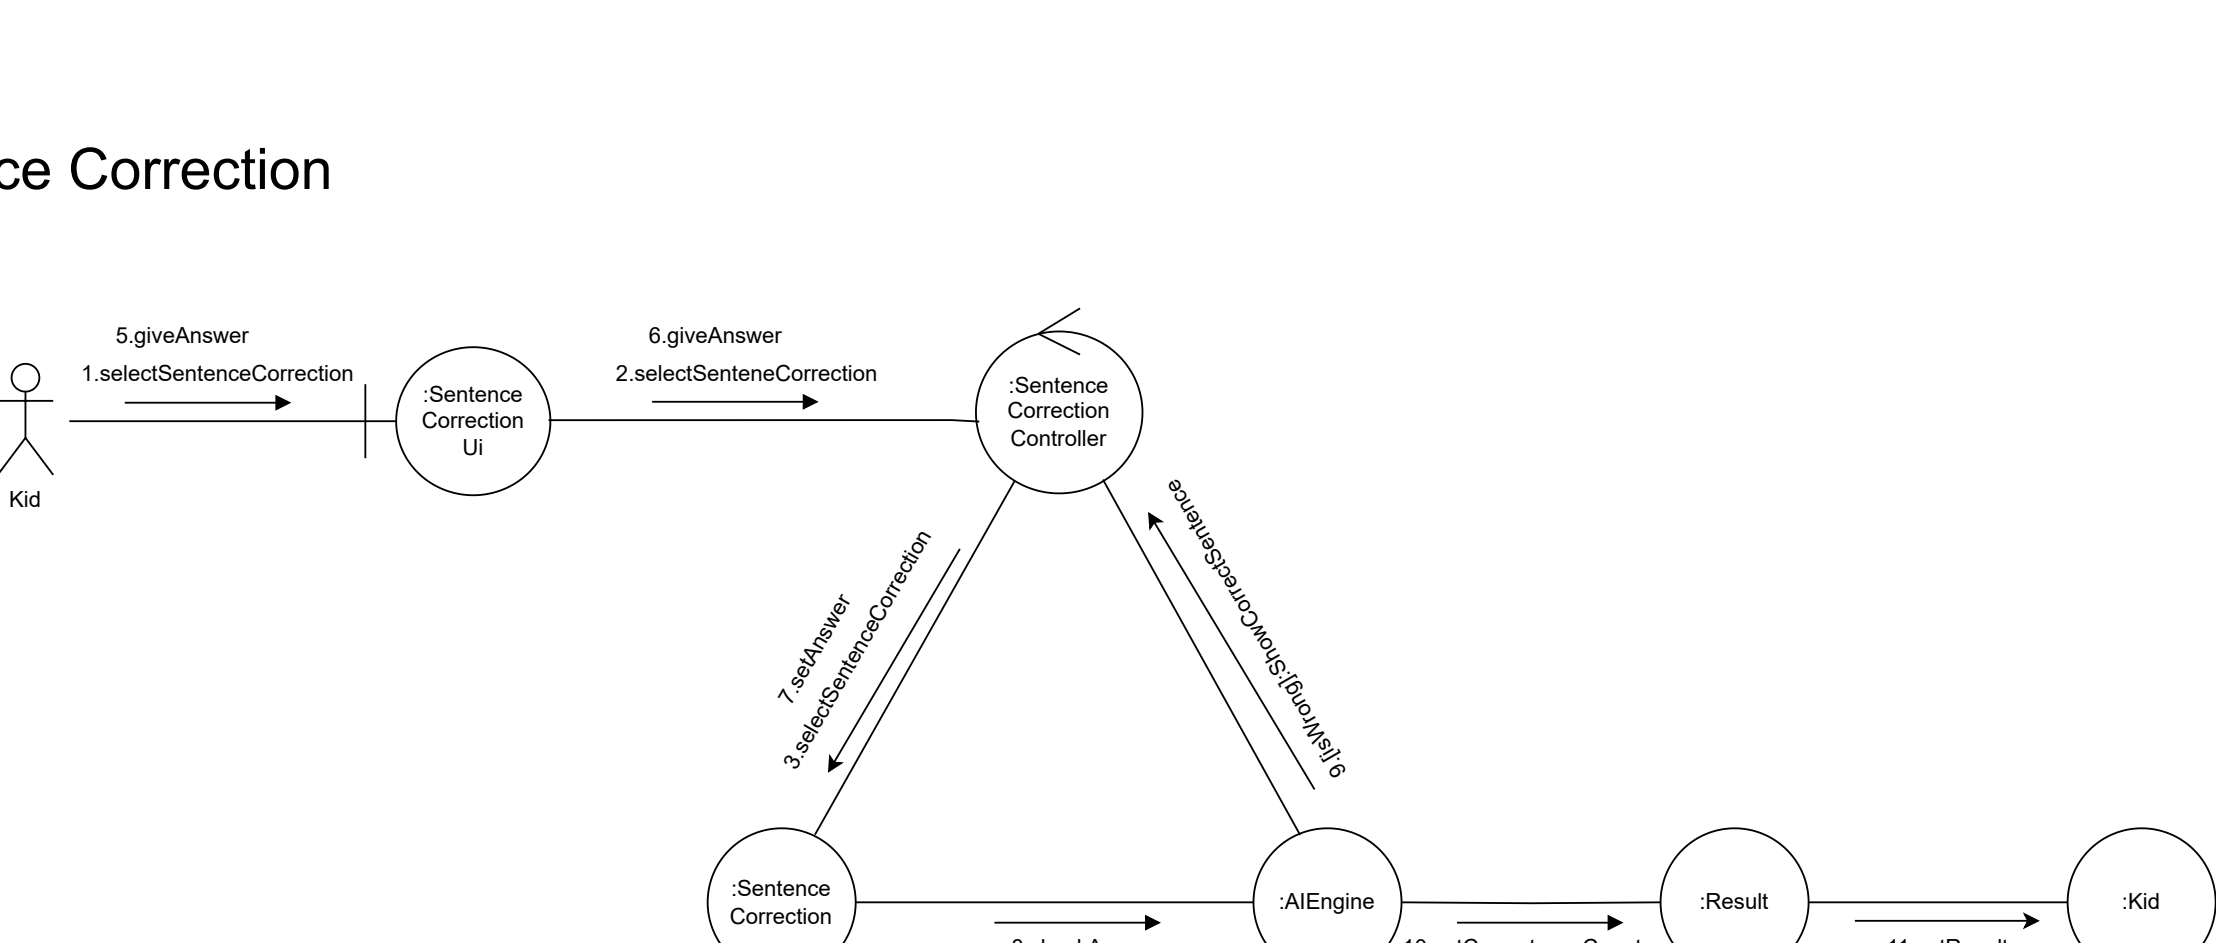 ce Correction
5.giveAnswer
1.selectSentenceCorrection
6.giveAnswer
2.selectSenteneCorrection
:Sentence
Correction
Ui
:Sentence
Correction
Controller
Kid
7.setAnswer
3.selectSentenceCorrection
9.[isWrong]:ShowCorrectSentence
:Sentence
Correction
:AIEngine
:Result
:Kid